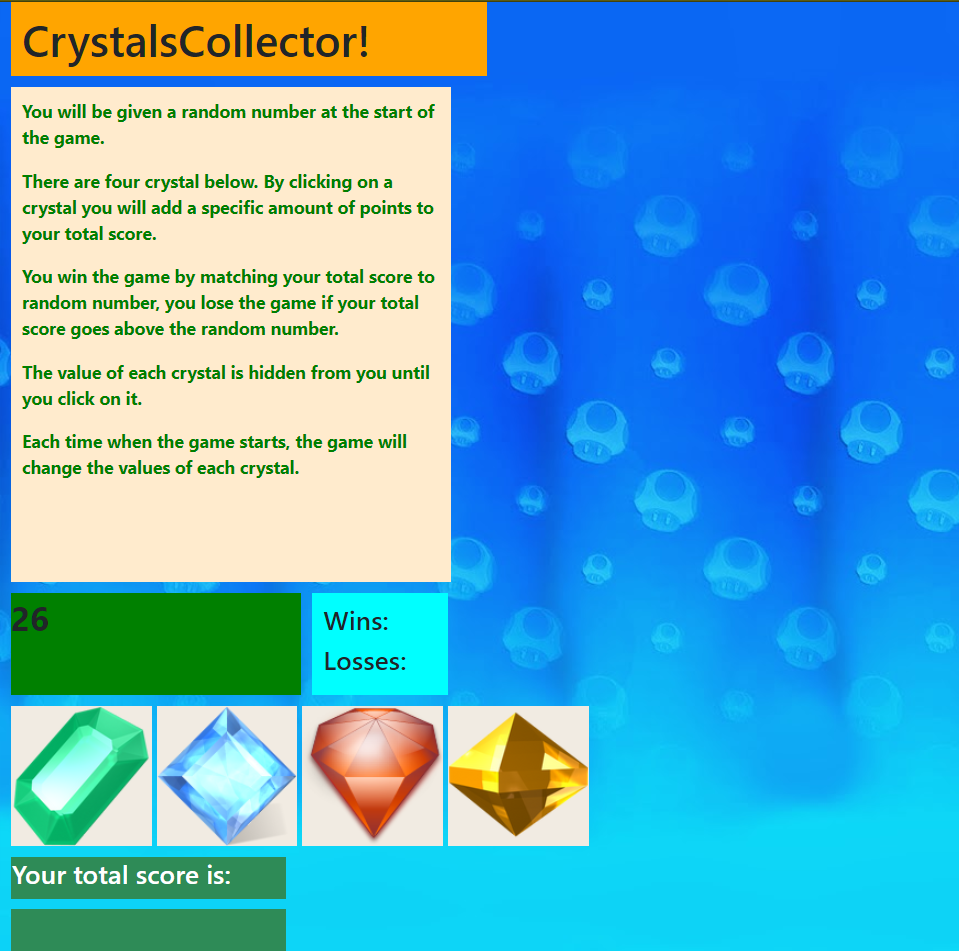 CrystalsCollector!
You will be given a random number at the start of
the game.
There are four crystal below. By clicking on a
crystal you will add a specific amount of points to
your total score.
You win the game by matching your total score to
random number, you lose the game if your total
score goes above the random number.
The value of each crystal is hidden from you until
you click on it.
Each time when the game starts, the game will
change the values of each crystal.
26
Wins:
Losses:
Your total score is: